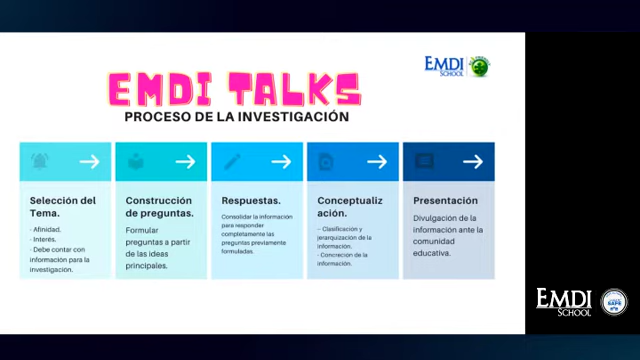 EMDI
SCHOOL
EMDI TALKS
PROCESO DE LA INVESTIGACIÓN
Selección del
Tema.
- Afinidad.
- Interés.
- Debe contar con
información para la
investigación.
Construcción
de preguntas.
Formular
preguntas a partir
de las ideas
principales.
Respuestas.
Consolidar la información
para responder
completamente las
preguntas previamente
formuladas.
Conceptualiz
ación.
- Clasificación y
jerarquización de la
información.
- Concreción de la
información.
Presentación
Divulgación de la
información ante la
comunidad
educativa.
EMDI
SCHOOL
SAFE